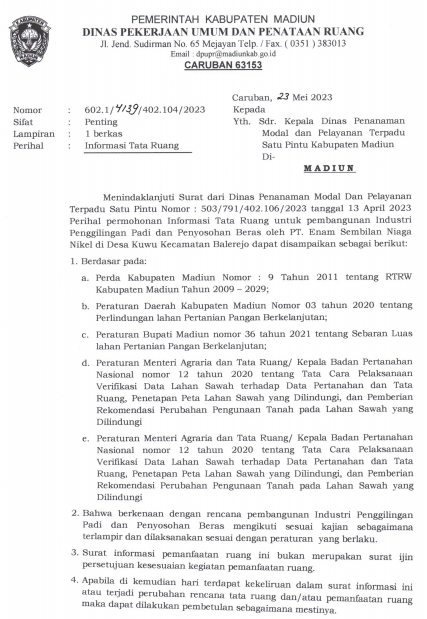 PEMERINTAH KABUPATEN MADIUN
DINAS PEKERJAAN UMUM DAN PENATAAN RUANG
Jl. Jend. Sudirman No. 65 Mejayan Telp. / Fax. ( 0351 ) 383013
Email : dpupr@madiunkab.go.id
CARUBAN 63153
Caruban, 23 Mei 2023
Nomor : 602.1/4139/402.104/2023
Sifat : Penting
Lampiran : 1 berkas
Perihal : Informasi Tata Ruang
Kepada
Yth. Sdr. Kepala Dinas Penanaman
Modal dan Pelayanan Terpadu
Satu Pintu Kabupaten Madiun
Di-
MADIUN
Menindaklanjuti Surat dari Dinas Penanaman Modal Dan Pelayanan
Terpadu Satu Pintu Nomor : 503/791/402.106/2023 tanggal 13 April 2023
Perihal permohonan Informasi Tata Ruang untuk pembangunan Industri
Penggilingan Padi dan Penyosohan Beras oleh PT. Enam Sembilan Niaga
Nikel di Desa Kuwu Kecamatan Balerejo dapat disampaikan sebagai berikut:
1. Berdasar pada:
a. Perda Kabupaten Madiun Nomor : 9 Tahun 2011 tentang RTRW
Kabupaten Madiun Tahun 2009 – 2029;
b. Peraturan Daerah Kabupaten Madiun Nomor 03 tahun 2020 tentang
Perlindungan lahan Pertanian Pangan Berkelanjutan;
c. Peraturan Bupati Madiun nomor 36 tahun 2021 tentang Sebaran Luas
lahan Pertanian Pangan Berkelanjutan;
d. Peraturan Menteri Agraria dan Tata Ruang/ Kepala Badan Pertanahan
Nasional nomor 12 tahun 2020 tentang Tata Cara Pelaksanaan
Verifikasi Data Lahan Sawah terhadap Data Pertanahan dan Tata
Ruang, Penetapan Peta Lahan Sawah yang Dilindungi, dan Pemberian
Rekomendasi Perubahan Pengunaan Tanah pada Lahan Sawah yang
Dilindungi
e. Peraturan Menteri Agraria dan Tata Ruang/ Kepala Badan Pertanahan
Nasional nomor 12 tahun 2020 tentang Tata Cara Pelaksanaan
Verifikasi Data Lahan Sawah terhadap Data Pertanahan dan Tata
Ruang, Penetapan Peta Lahan Sawah yang Dilindungi, dan Pemberian
Rekomendasi Perubahan Pengunaan Tanah pada Lahan Sawah yang
Dilindungi
2. Bahwa berkenaan dengan rencana pembangunan Industri Penggilingan
Padi dan Penyosohan Beras mengikuti sesuai kajian sebagaimana
terlampir dan dilaksanakan sesuai dengan peraturan yang berlaku.
3. Surat informasi pemanfaatan ruang ini bukan merupakan surat ijin
persetujuan kesesuaian kegiatan pemanfaatan ruang.
4. Apabila di kemudian hari terdapat kekeliruan dalam surat informasi ini
atau terjadi perubahan rencana tata ruang dan/atau pemanfaatan ruang
maka dapat dilakukan pembetulan sebagaimana mestinya.